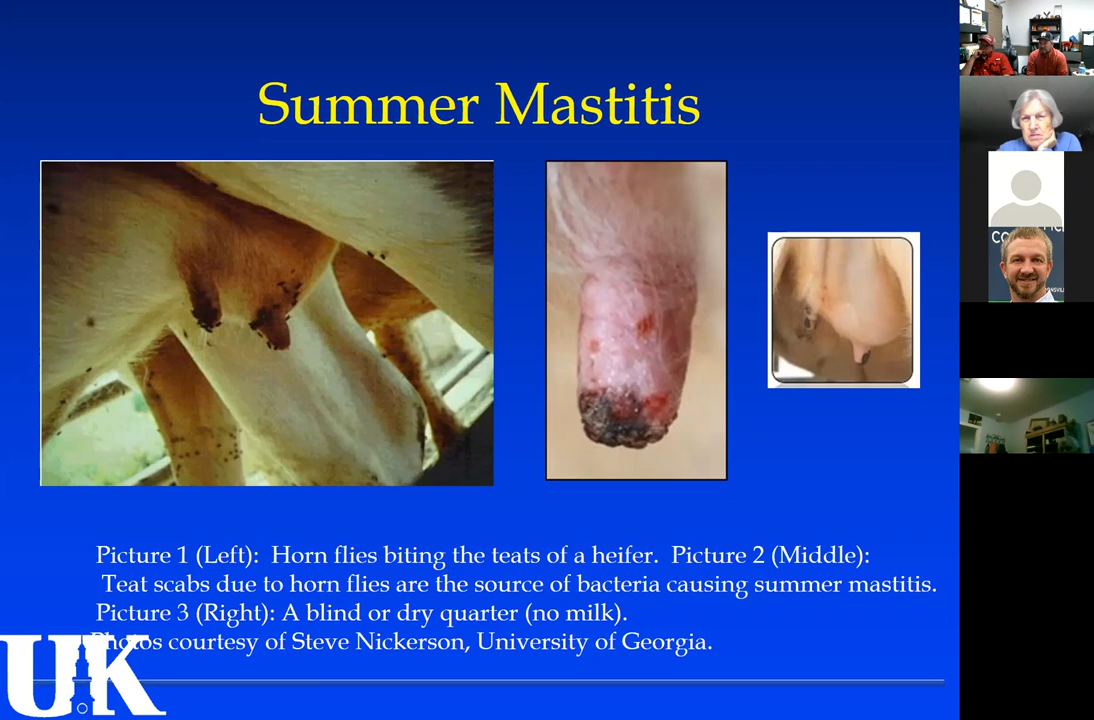 Summer Mastitis
Picture 1 (Left):  Horn flies biting the teats of a heifer.  Picture 2 (Middle):
Teat scabs due to horn flies are the source of bacteria causing summer mastitis.
Picture 3 (Right): A blind or dry quarter (no milk).
Photos courtesy of Steve Nickerson, University of Georgia.
UK